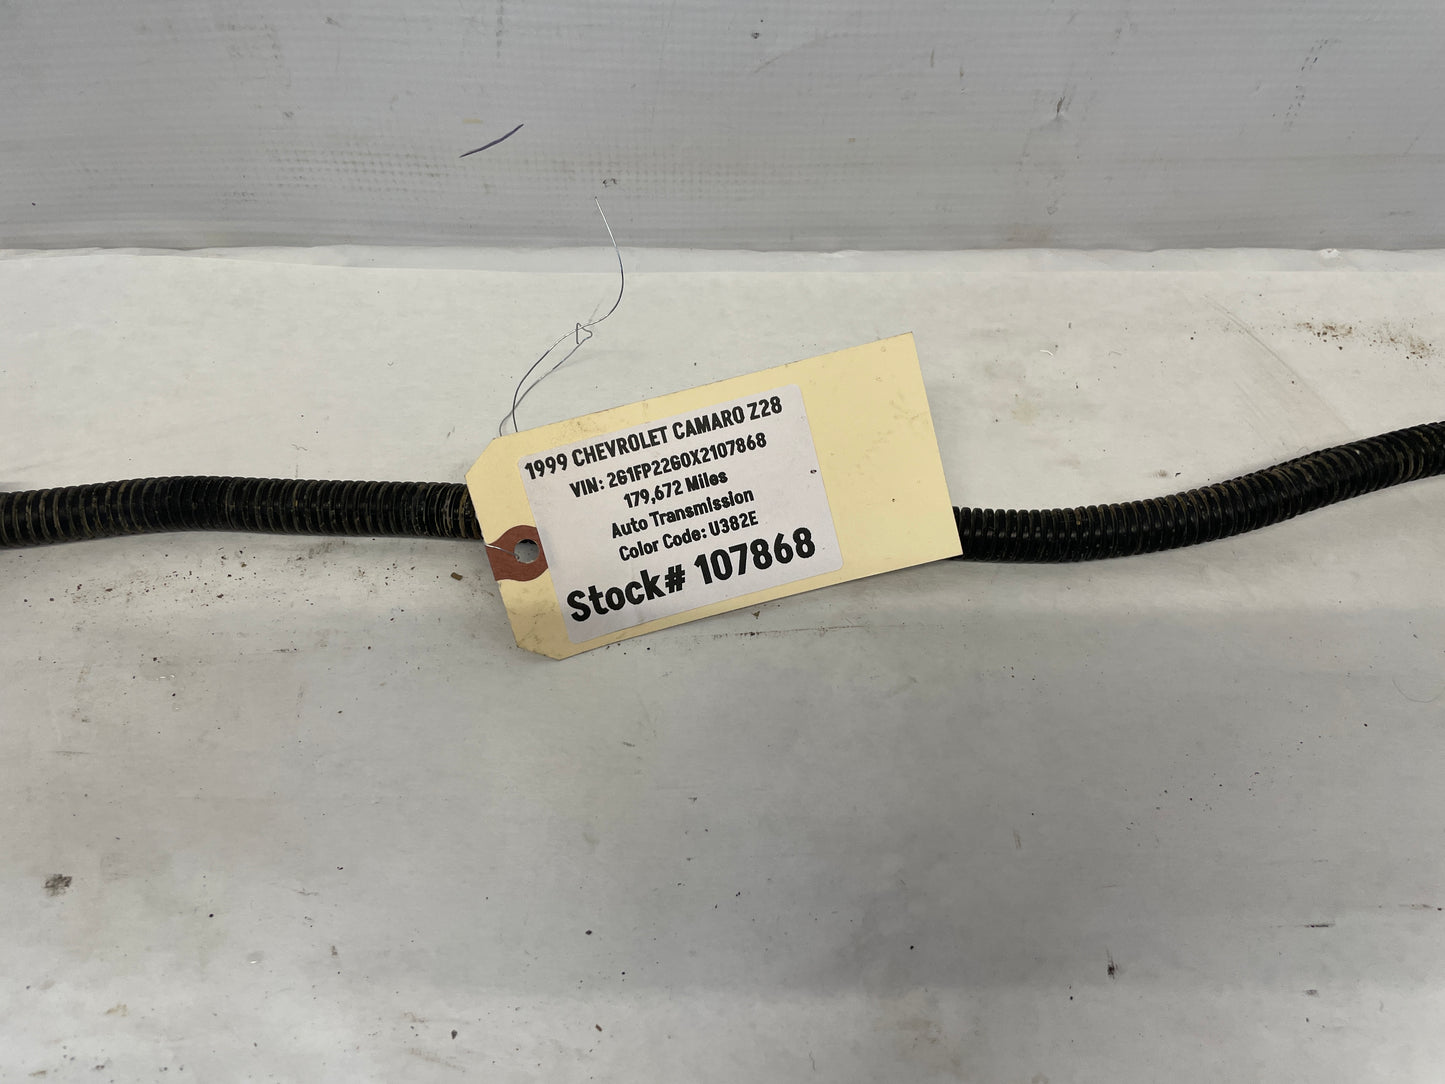 1999 CHEVROLET CAMARO Z28
VIN: 2G1FP22G0X2107868
179,672 Miles
Auto Transmission
Color Code: U382E
Stock# 107868